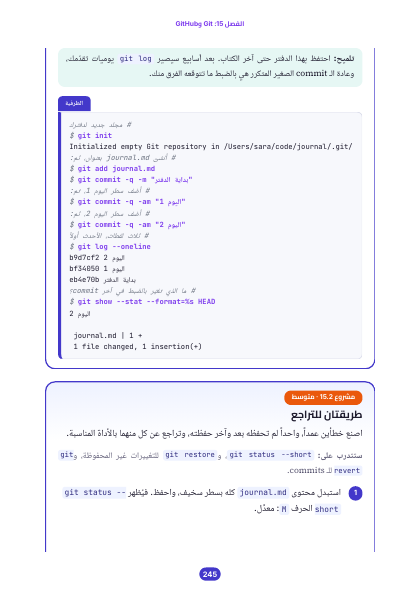 الفصل 15: Git وGitHub
تلميح: احتفظ بهذا الدفتر حتى آخر الكتاب. بعد أسابيع سيصير git log يوميات تقدّمك،
وعادة الـ commit الصغير المتكرر هي بالضبط ما تتوقعه الفرق منك.
الطرفية
# مجلد جديد لدفترك
$ git init
Initialized empty Git repository in /Users/sara/code/journal/.git/
# أنشئ journal.md بعنوان، ثم:
$ git add journal.md
$ git commit -q -m "بداية الدفتر"
# أضف سطر اليوم 1، ثم:
$ git commit -q -am "اليوم 1"
# أضف سطر اليوم 2، ثم:
$ git commit -q -am "اليوم 2"
# ثلاث لقطات، الأحدث أولاً
$ git log --oneline
b9d7cf2 اليوم 2
bf34050 اليوم 1
eb4e70b بداية الدفتر
# ما الذي تغيّر بالضبط في آخر commit؟
$ git show --stat --format=%s HEAD
اليوم 2
journal.md | 1 +
1 file changed, 1 insertion(+)
مشروع 15.2 · متوسط
طريقتان للتراجع
اصنع خطأين عمداً، واحداً لم تحفظه بعد وآخر حفظته، وتراجع عن كل منهما بالأداة المناسبة.
ستتدرب على: git status --short، و git restore للتغييرات غير المحفوظة، و git
revert للـ commits.
1 استبدل محتوى journal.md كله بسطر سخيف، واحفظ. فيُظهر git status --
short الحرف M : معدّل.
245